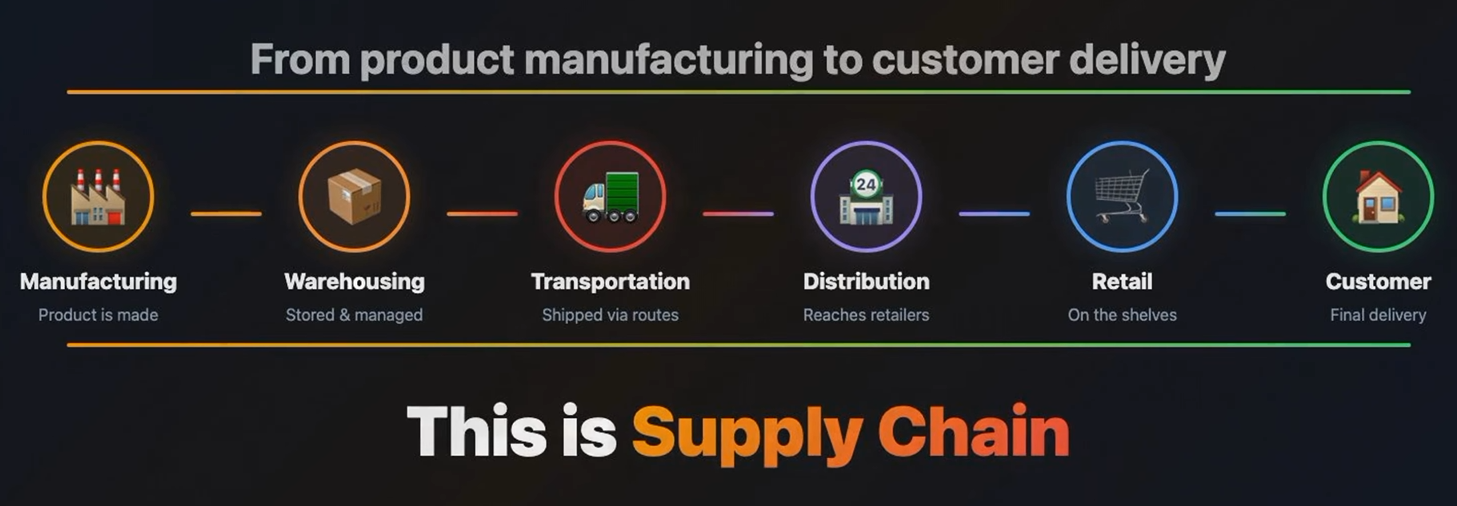 From product manufacturing to customer delivery
24
Manufacturing
Product is made
Warehousing
Stored & managed
Transportation
Shipped via routes
Distribution
Reaches retailers
Retail
On the shelves
Customer
Final delivery
This is Supply Chain